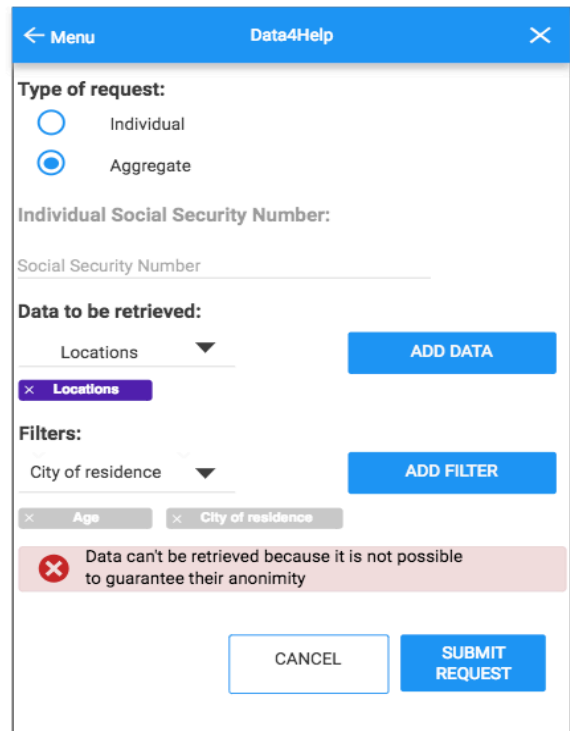 Menu Data4Help
Type of request:
Individual
Aggregate
Individual Social Security Number:
Social Security Number
Data to be retrieved:
Locations ADD DATA
× Locations
Filters:
City of residence ADD FILTER
× Age × City of residence
Data can't be retrieved because it is not possible
to guarantee their anonimity
CANCEL SUBMIT
REQUEST